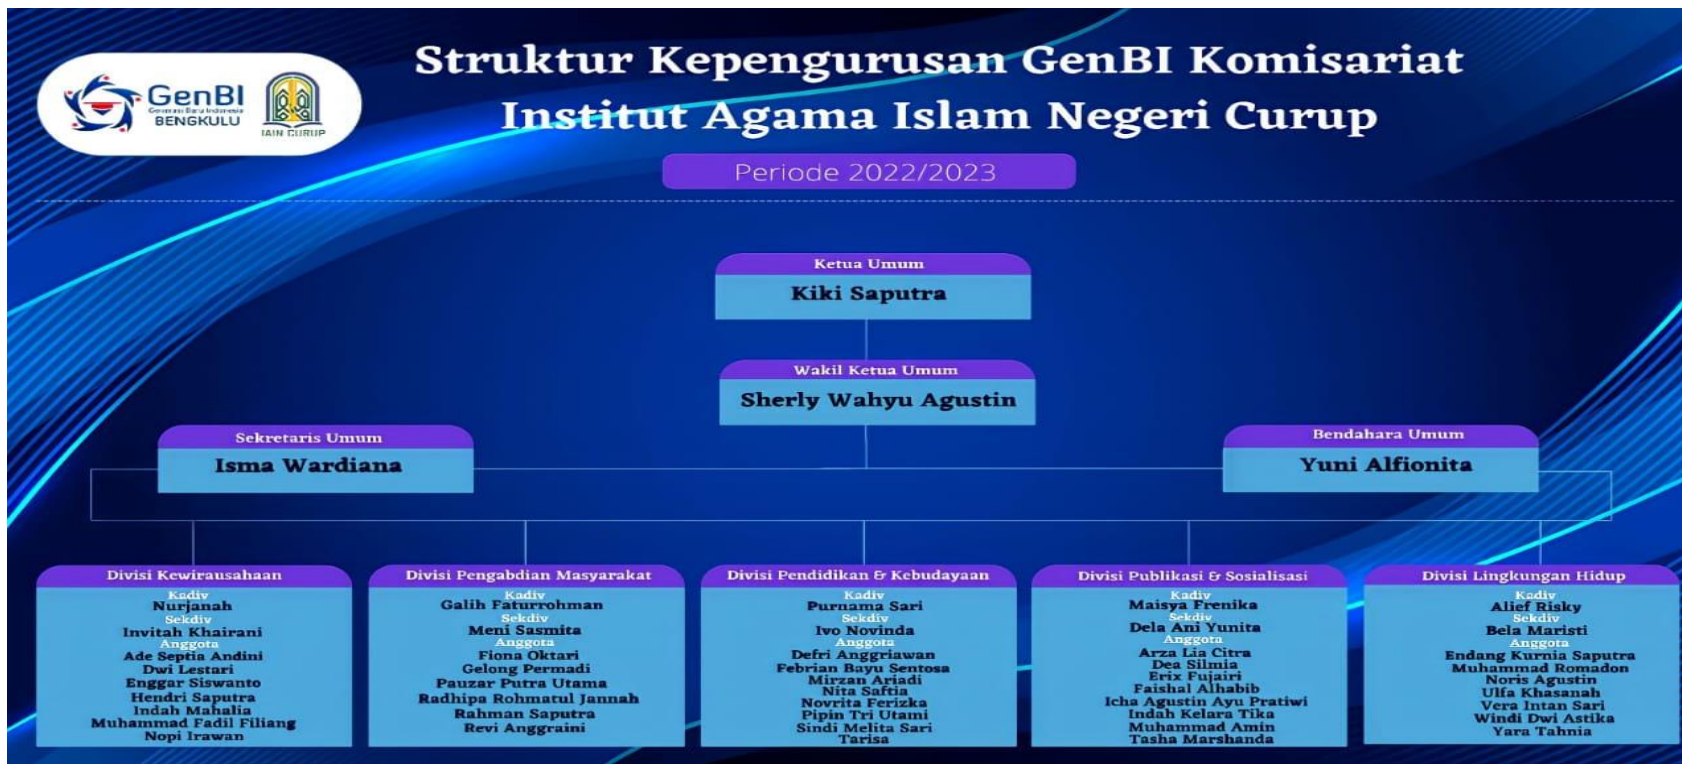 GenBI
Generasi Baru Indonesia
BENGKULU
IAIN CURUP
Struktur Kepengurusan GenBI Komisariat
Institut Agama Islam Negeri Curup
Periode 2022/2023
Ketua Umum
Kiki Saputra
Wakil Ketua Umum
Sherly Wahyu Agustin
Sekretaris Umum
Isma Wardiana
Bendahara Umum
Yuni Alfionita
Divisi Kewirausahaan
Kadiv
Nurjanah
Sekdiv
Invitah Khairani
Anggota
Ade Septia Andini
Dwi Lestari
Enggar Siswanto
Hendri Saputra
Indah Mahalia
Muhammad Fadil Filiang
Nopi Irawan
Divisi Pengabdian Masyarakat
Kadiv
Galih Faturrohman
Sekdiv
Meni Sasmita
Anggota
Fiona Oktari
Gelong Permadi
Pauzar Putra Utama
Radhipa Rohmatul Jannah
Rahman Saputra
Revi Anggraini
Divisi Pendidikan & Kebudayaan
Kadiv
Purnama Sari
Sekdiv
Ivo Novinda
Anggota
Defri Anggriawan
Febrian Bayu Sentosa
Mirzan Ariadi
Nita Saftia
Novrita Ferizka
Pipin Tri Utami
Sindi Melita Sari
Tarisa
Divisi Publikasi & Sosialisasi
Kadiv
Maisya Frenika
Sekdiv
Dela Ani Yunita
Anggota
Arza Lia Citra
Dea Silmia
Erix Fujairi
Faishal Alhabib
Icha Agustin Ayu Pratiwi
Indah Kelara Tika
Muhammad Amin
Tasha Marshanda
Divisi Lingkungan Hidup
Kadiv
Alief Risky
Sekdiv
Bela Maristi
Anggota
Endang Kurnia Saputra
Muhammad Romadon
Noris Agustin
Ulfa Khasanah
Vera Intan Sari
Windi Dwi Astika
Yara Tahnia